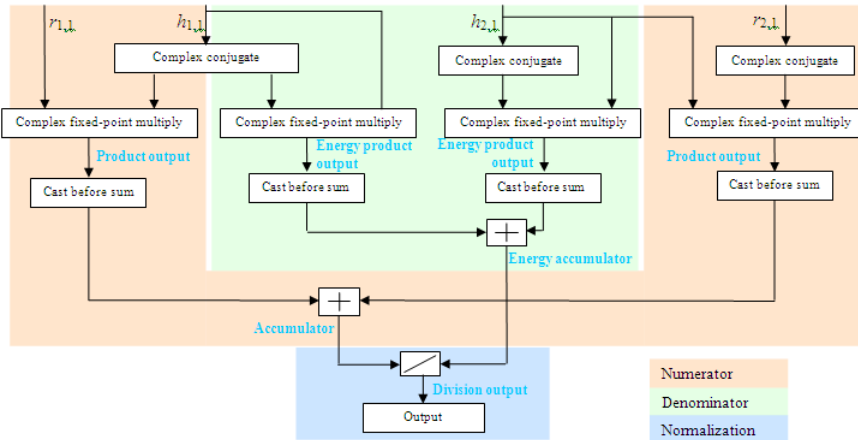 r1,1 h1,1 h2,1 r2,1
Complex conjugate
Complex conjugate
Complex conjugate
Complex fixed-point multiply
Complex fixed-point multiply
Complex fixed-point multiply
Complex fixed-point multiply
Product output
Energy product
output
Energy product
output
Product output
Cast before sum
Cast before sum
Cast before sum
Cast before sum
+
Energy accumulator
+
Accumulator
Division output
Output
Numerator
Denominator
Normalization